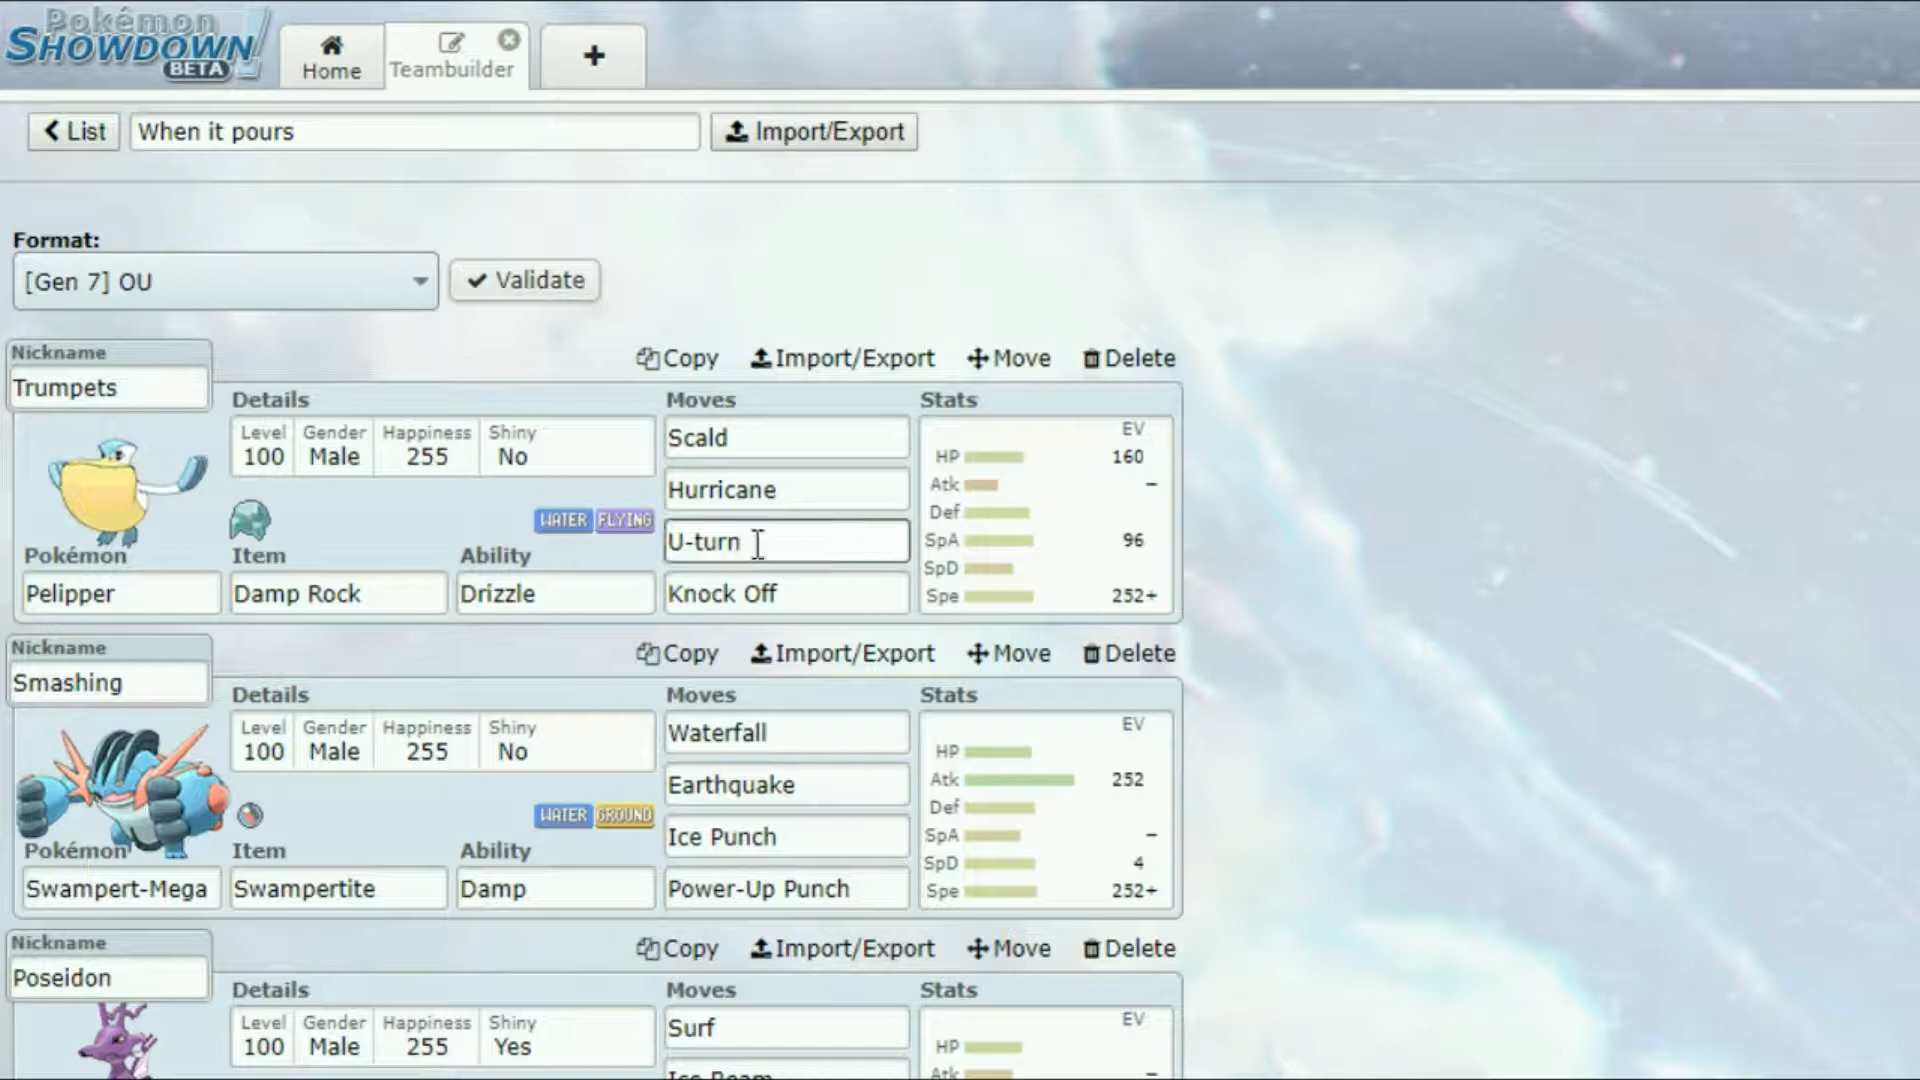 Pokémon
SHOWDOWN!
BETA
Home
Teambuilder
List
When it pours
Import/Export
Format:
[Gen 7] OU
Validate
Copy Import/Export Move Delete
Nickname
Trumpets
Details
Level Gender Happiness Shiny
100 Male 255 No
WATER FLYING
Pokémon Item Ability
Pelipper Damp Rock Drizzle
Moves
Scald
Hurricane
U-turn
Knock Off
Stats
EV
HP 160
Atk –
Def
SpA 96
SpD
Spe 252+
Copy Import/Export Move Delete
Nickname
Smashing
Details
Level Gender Happiness Shiny
100 Male 255 No
WATER GROUND
Pokémon Item Ability
Swampert-Mega Swampertite Damp
Moves
Waterfall
Earthquake
Ice Punch
Power-Up Punch
Stats
EV
HP
Atk 252
Def
SpA –
SpD 4
Spe 252+
Copy Import/Export Move Delete
Nickname
Poseidon
Details
Level Gender Happiness Shiny
100 Male 255 Yes
Moves
Surf
Ice Beam
Stats
EV
HP
Atk –